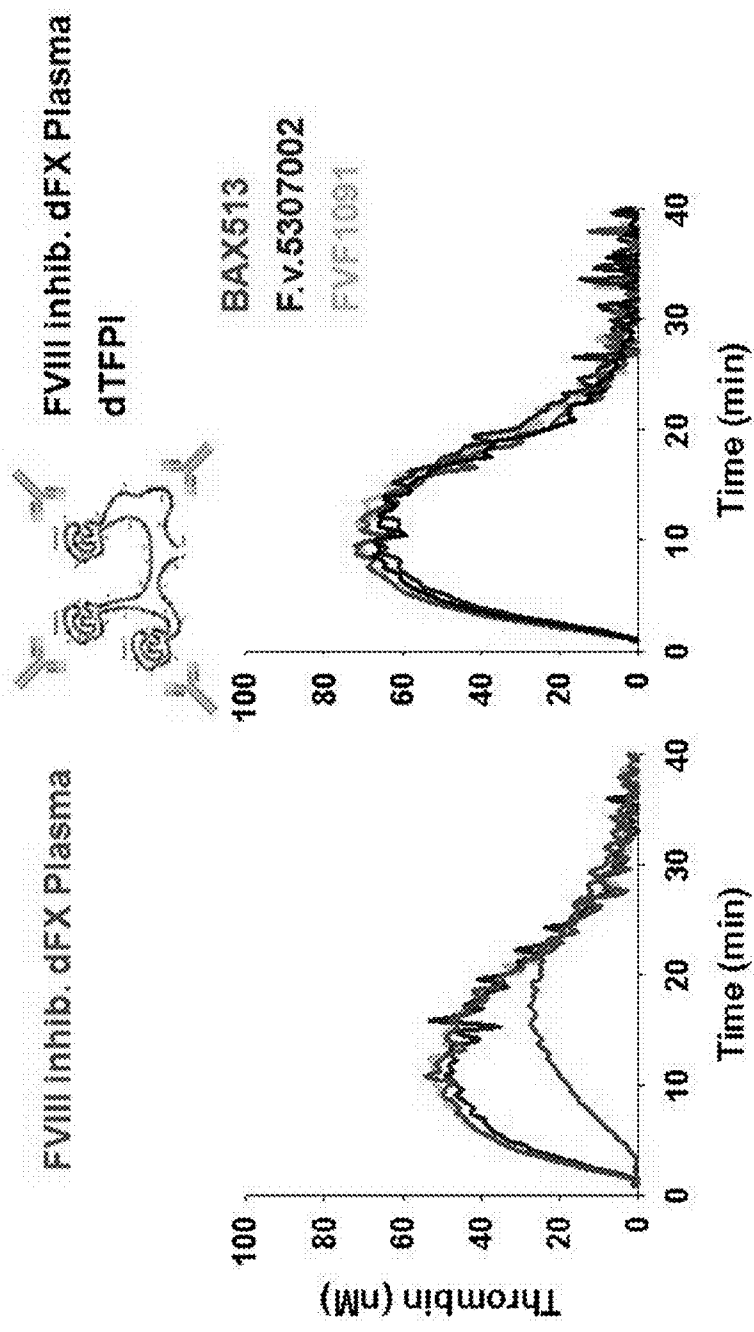 FVIII inhib. dFX Plasma
FVIII inhib. dFX Plasma
dTFPI
BAX513
F.v.5307002
FVF1091
Thrombin (nM)
100
80
60
40
20
0
0 10 20 30 40
Time (min)
100
80
60
40
20
0
0 10 20 30 40
Time (min)